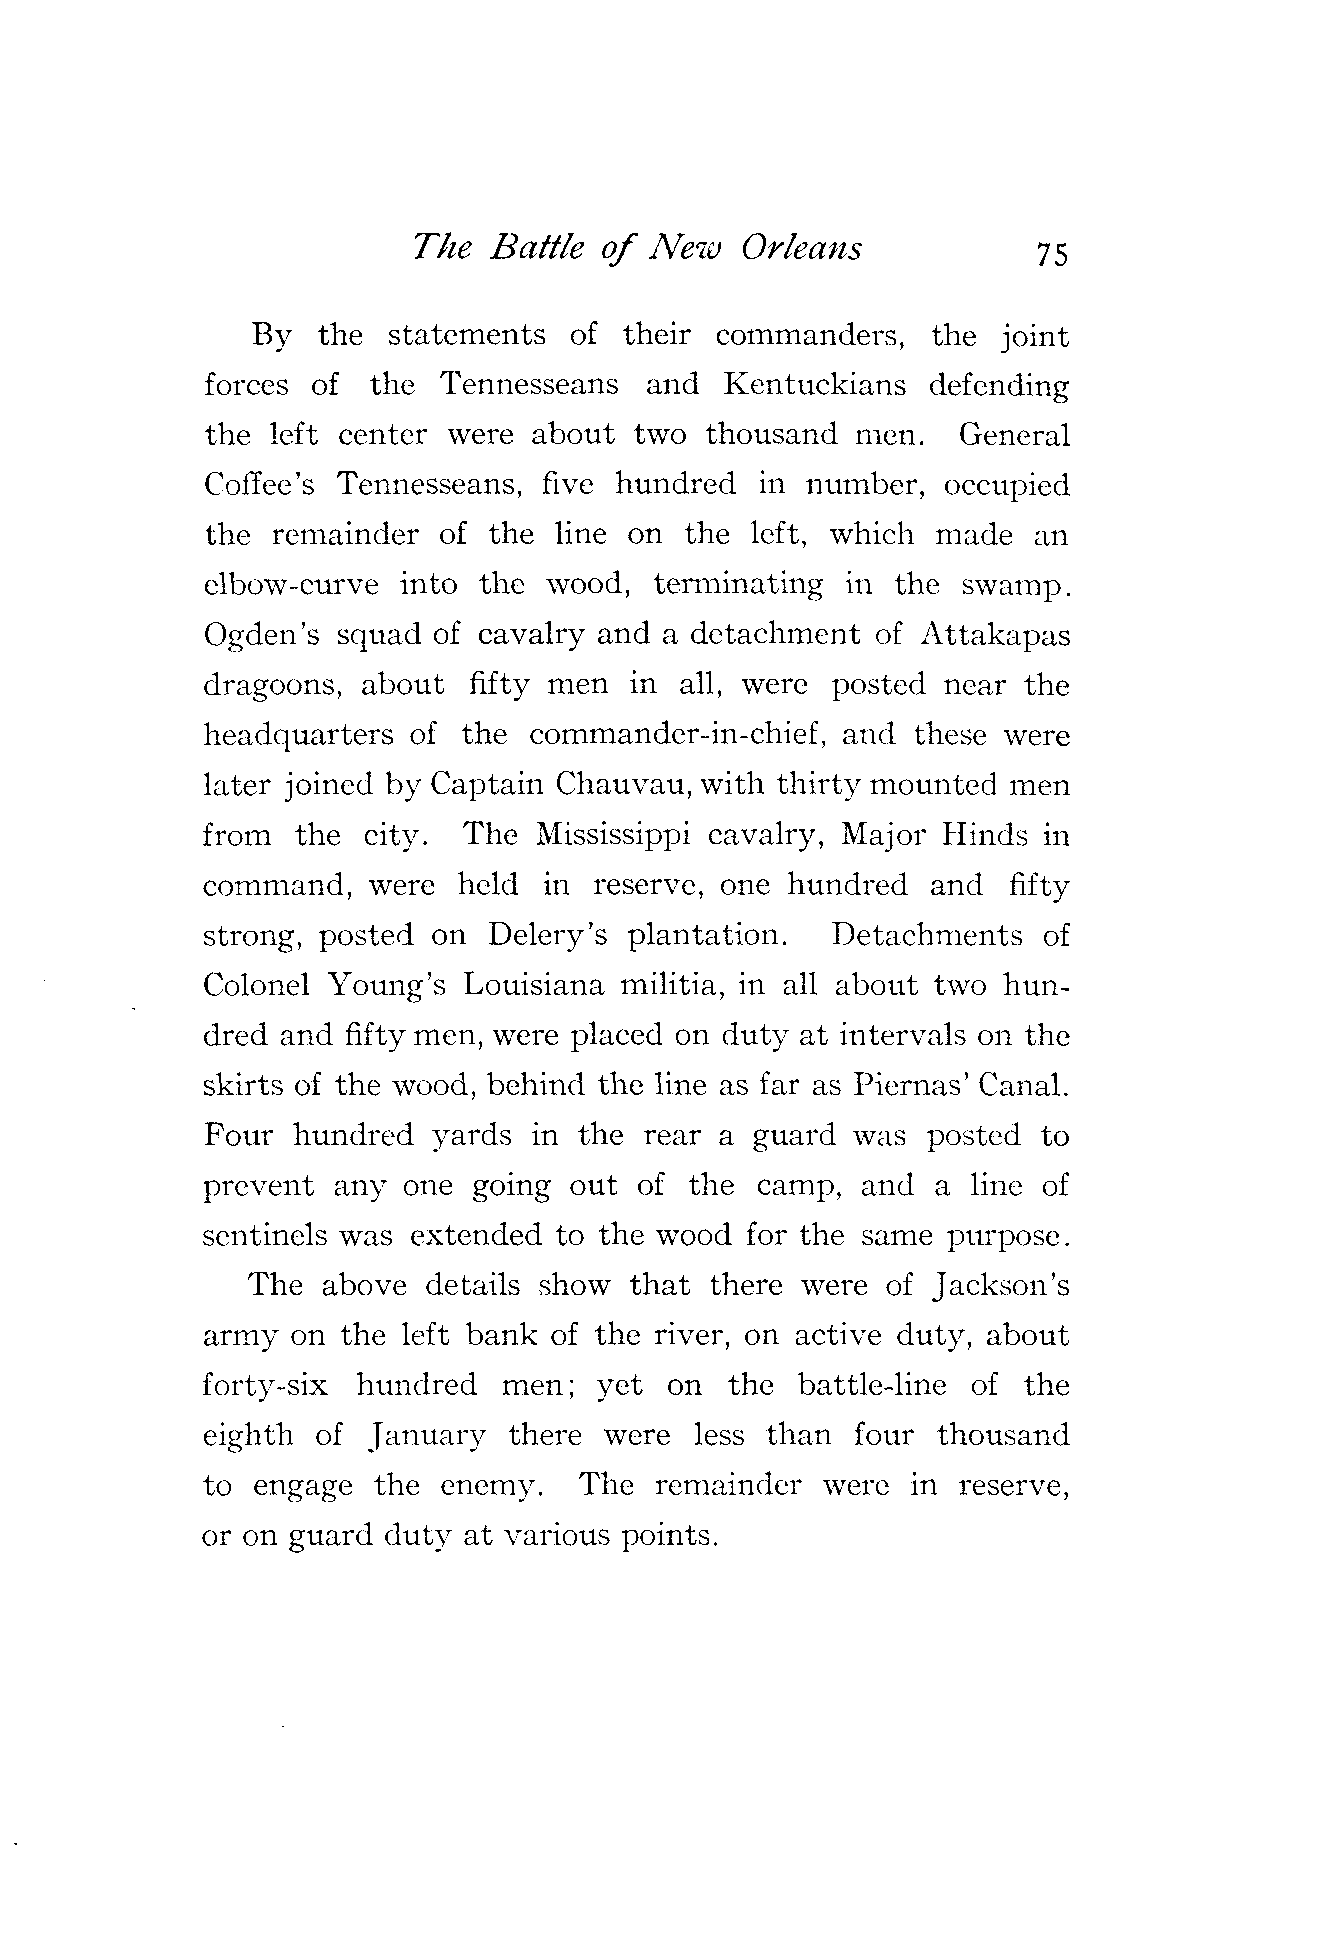 The Battle of New Orleans 75
By the statements of their commanders, the joint
forces of the Tennesseans and Kentuckians defending
the left center were about two thousand men. General
Coffee's Tennesseans, five hundred in number, occupied
the remainder of the line on the left, which made an
elbow-curve into the wood, terminating in the swamp.
Ogden's squad of cavalry and a detachment of Attakapas
dragoons, about fifty men in all, were posted near the
headquarters of the commander-in-chief, and these were
later joined by Captain Chauvau, with thirty mounted men
from the city. The Mississippi cavalry, Major Hinds in
command, were held in reserve, one hundred and fifty
strong, posted on Delery's plantation. Detachments of
Colonel Young's Louisiana militia, in all about two hun-
dred and fifty men, were placed on duty at intervals on the
skirts of the wood, behind the line as far as Piernas' Canal.
Four hundred yards in the rear a guard was posted to
prevent any one going out of the camp, and a line of
sentinels was extended to the wood for the same purpose.
The above details show that there were of Jackson's
army on the left bank of the river, on active duty, about
forty-six hundred men; yet on the battle-line of the
eighth of January there were less than four thousand
to engage the enemy. The remainder were in reserve,
or on guard duty at various points.